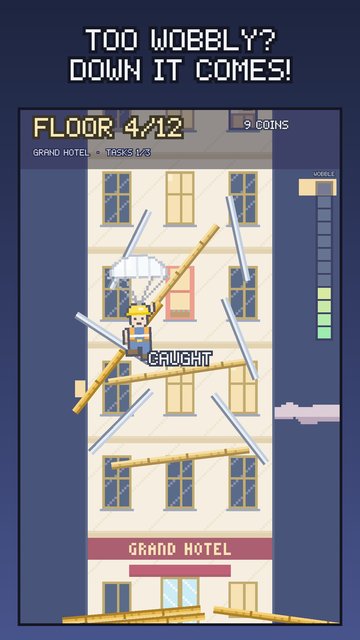 TOO WOBBLY?
DOWN IT COMES!
FLOOR 4/12
9 COINS
GRAND HOTEL - TASKS 1/3
WOBBLE
CAUGHT
GRAND HOTEL